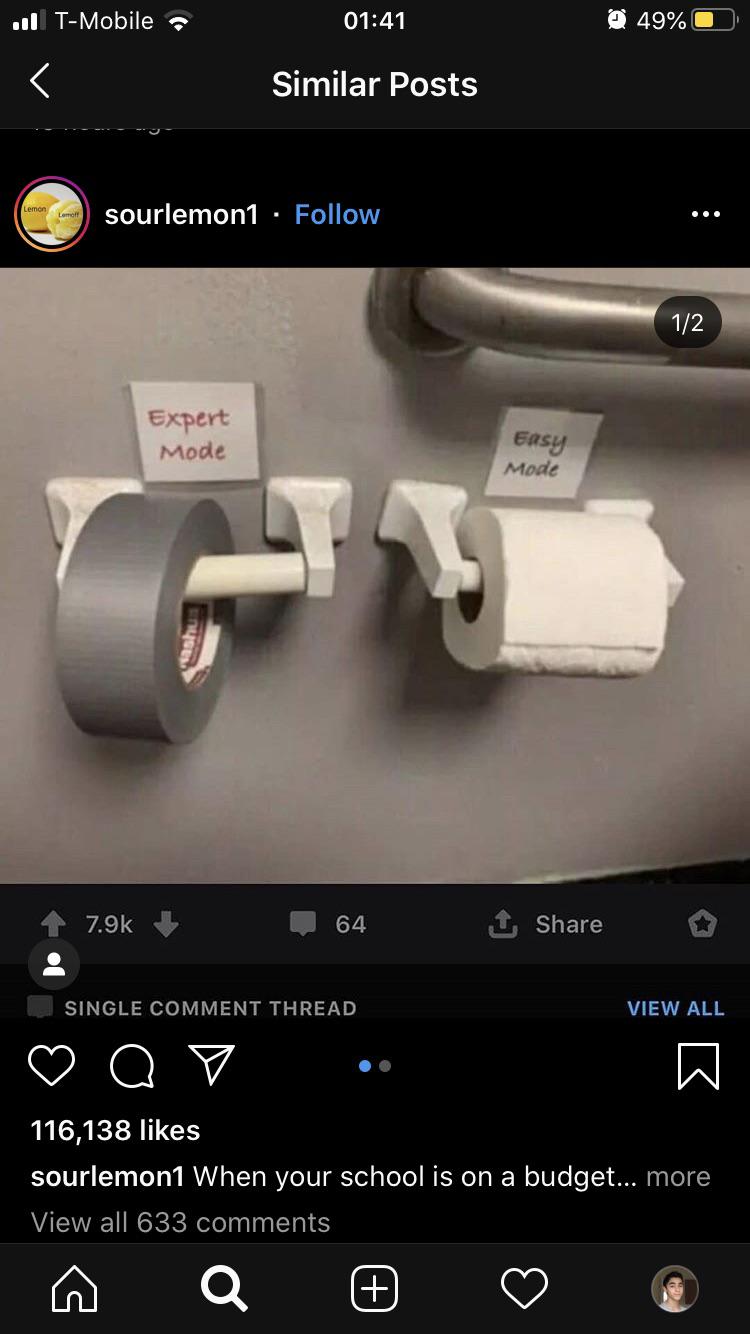 T-Mobile 01:41 49%
Similar Posts
sourlemon1 · Follow
Lemon
Lemoff
1/2
Expert
Mode
Easy
Mode
7.9k 64 Share
SINGLE COMMENT THREAD VIEW ALL
116,138 likes
sourlemon1 When your school is on a budget... more
View all 633 comments